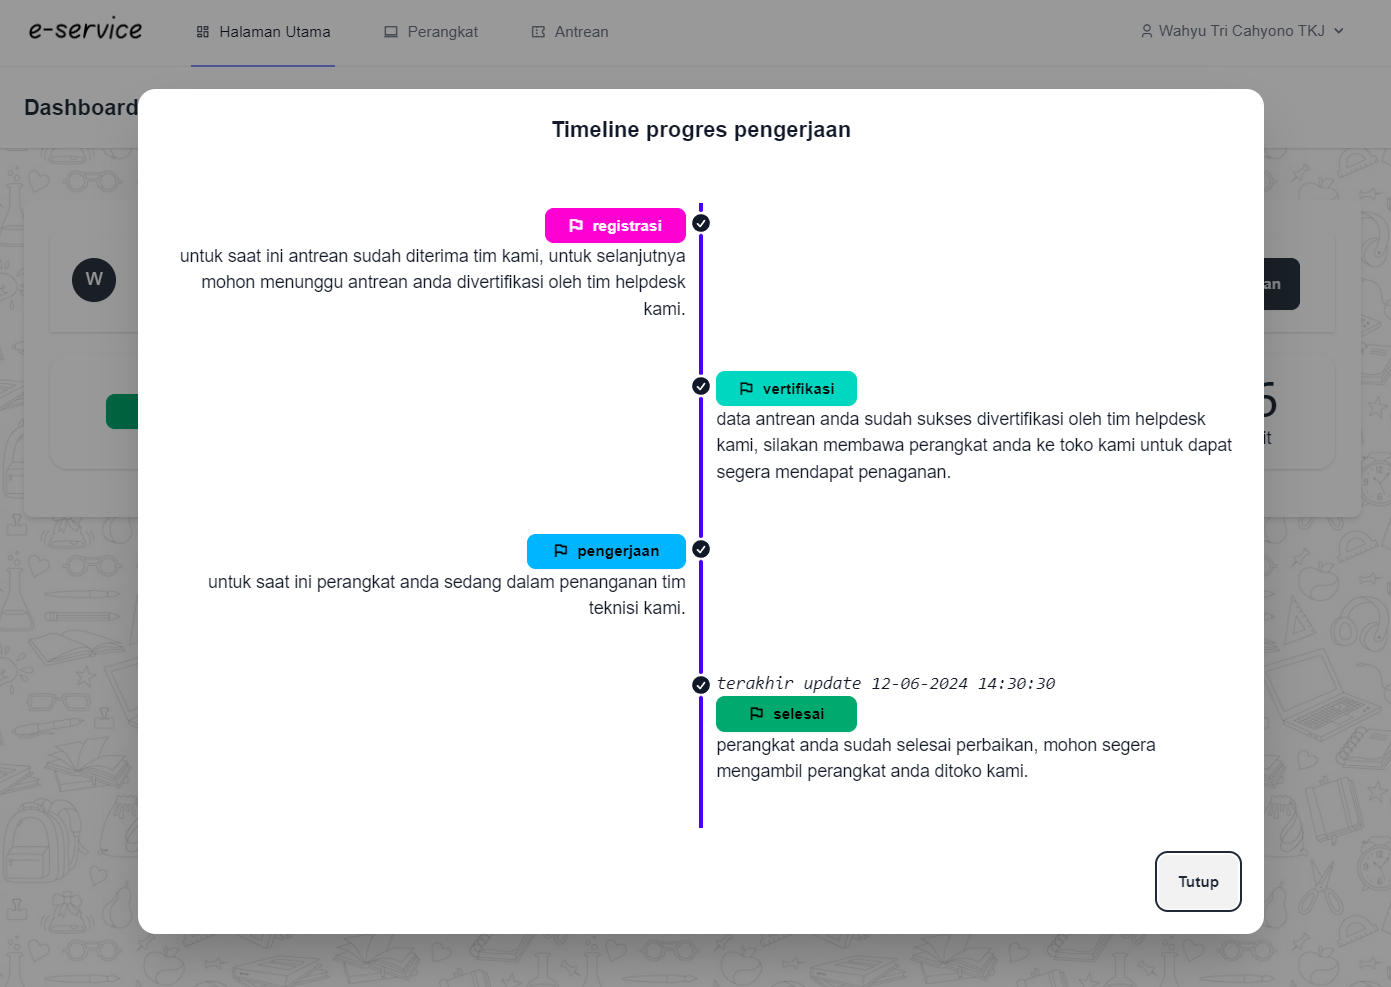 e-service
Halaman Utama
Perangkat
Antrean
Wahyu Tri Cahyono TKJ
Dashboard
Timeline progres pengerjaan
registrasi
untuk saat ini antrean sudah diterima tim kami, untuk selanjutnya
mohon menunggu antrean anda divertifikasi oleh tim helpdesk
kami.
W
an
vertifikasi
data antrean anda sudah sukses divertifikasi oleh tim helpdesk
kami, silakan membawa perangkat anda ke toko kami untuk dapat
segera mendapat penaganan.
6
it
pengerjaan
untuk saat ini perangkat anda sedang dalam penanganan tim
teknisi kami.
terakhir update 12-06-2024 14:30:30
selesai
perangkat anda sudah selesai perbaikan, mohon segera
mengambil perangkat anda ditoko kami.
Tutup